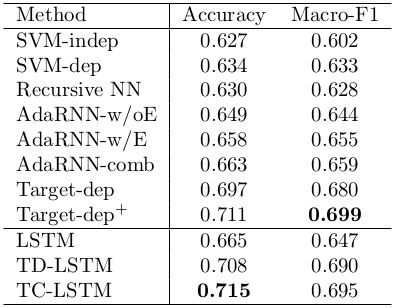 Method Accuracy Macro-F1
SVM-indep 0.627 0.602
SVM-dep 0.634 0.633
Recursive NN 0.630 0.628
AdaRNN-w/oE 0.649 0.644
AdaRNN-w/E 0.658 0.655
AdaRNN-comb 0.663 0.659
Target-dep 0.697 0.680
Target-dep⁺ 0.711 0.699
LSTM 0.665 0.647
TD-LSTM 0.708 0.690
TC-LSTM 0.715 0.695